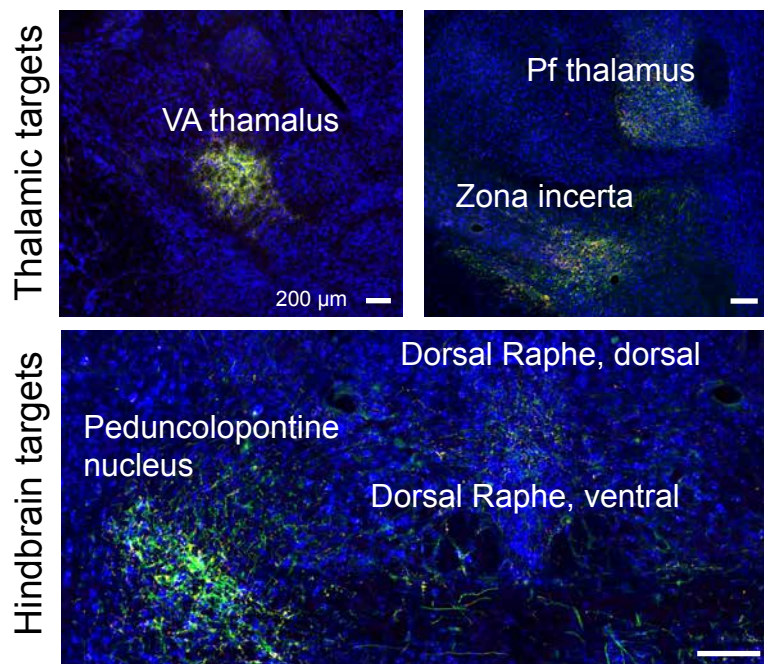 Thalamic targets
VA thamalus
200 µm
Pf thalamus
Zona incerta
Hindbrain targets
Dorsal Raphe, dorsal
Peduncolopontine
nucleus
Dorsal Raphe, ventral